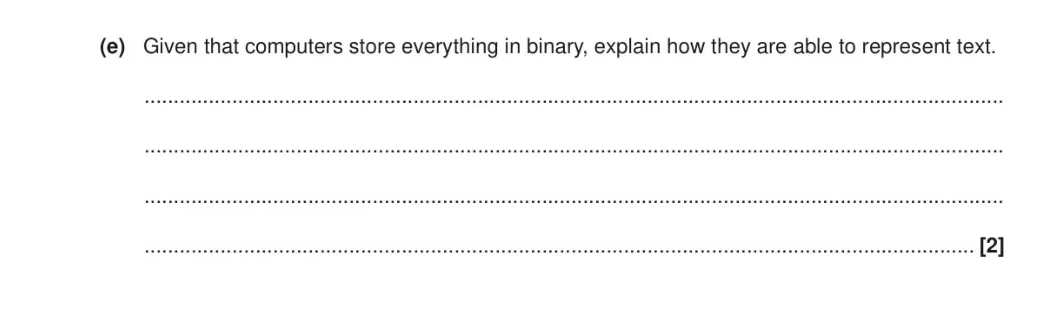 (e) Given that computers store everything in binary, explain how they are able to represent text.
[2]